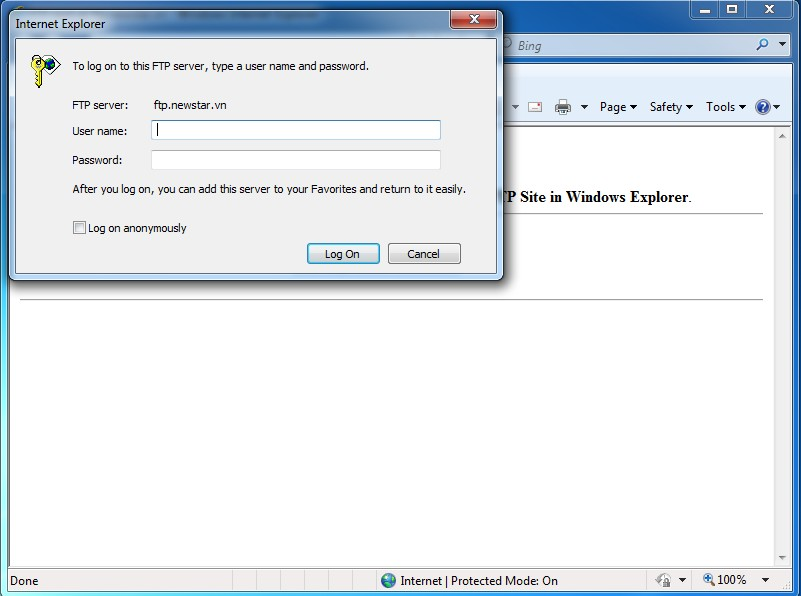 Internet Explorer
Bing
To log on to this FTP server, type a user name and password.
FTP server: ftp.newstar.vn
User name:
Page Safety Tools
Password:
After you log on, you can add this server to your Favorites and return to it easily.
TP Site in Windows Explorer.
Log on anonymously
Log On Cancel
Done Internet | Protected Mode: On 100%